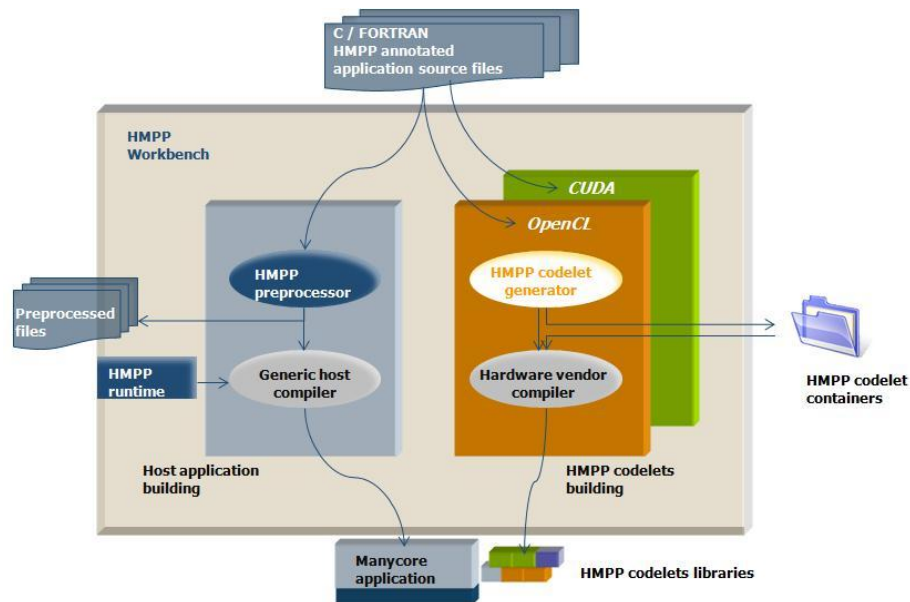 C / FORTRAN
HMPP annotated
application source files
HMPP
Workbench
CUDA
OpenCL
HMPP
preprocessor
HMPP codelet
generator
Preprocessed
files
HMPP
runtime
Generic host
compiler
Hardware vendor
compiler
HMPP codelet
containers
Host application
building
HMPP codelets
building
Manycore
application
HMPP codelets libraries